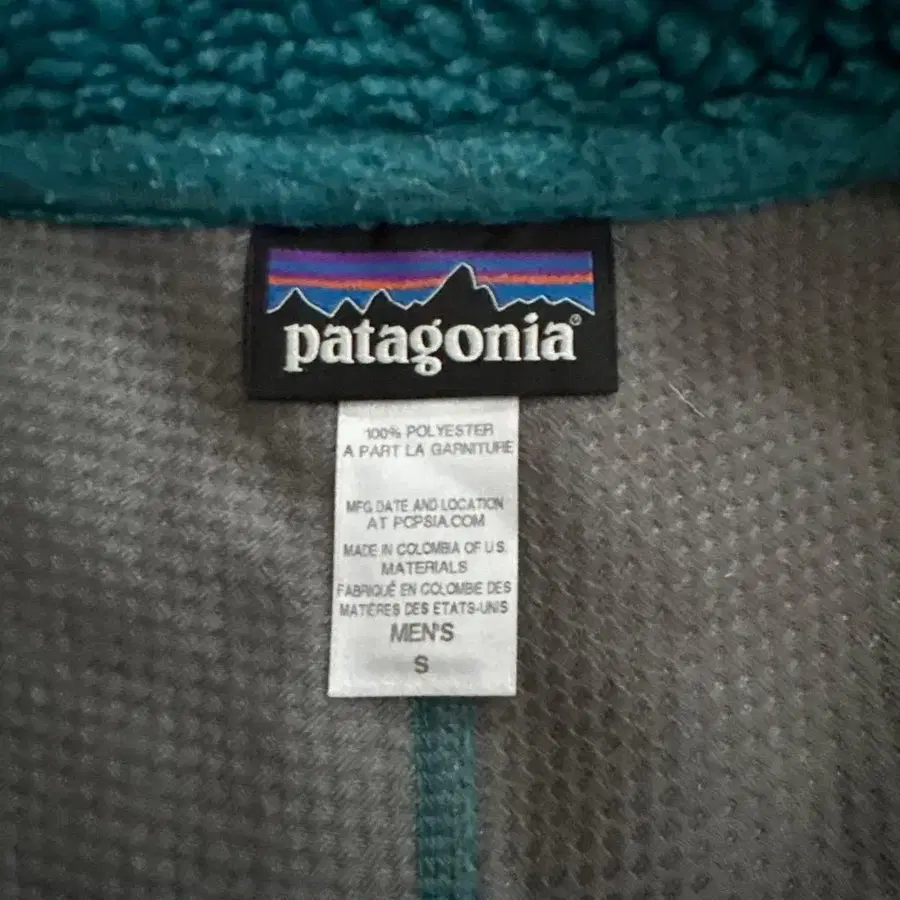 patagonia®
100% POLYESTER
A PART LA GARNITURE
MFG DATE AND LOCATION
AT PCPSIA.COM
MADE IN COLOMBIA OF U.S.
MATERIALS
FABRIQUÉ EN COLOMBIE DES
MATIÈRES DES ETATS-UNIS
MEN'S
S